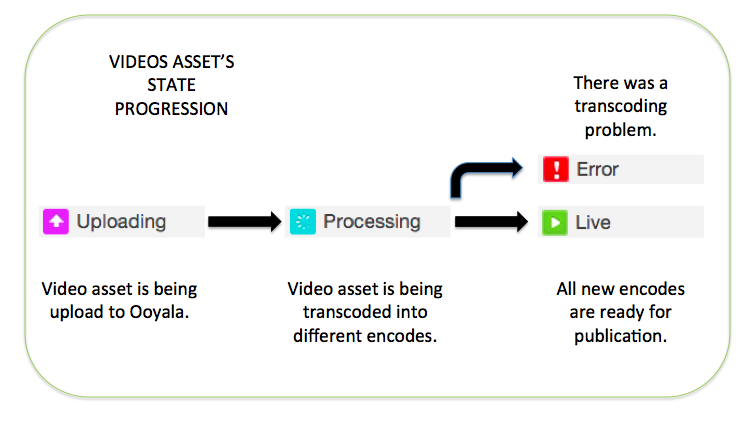 VIDEOS ASSET’S
STATE
PROGRESSION
There was a
transcoding
problem.
Error
Uploading
Processing
Live
Video asset is being
upload to Ooyala.
Video asset is being
transcoded into
different encodes.
All new encodes
are ready for
publication.